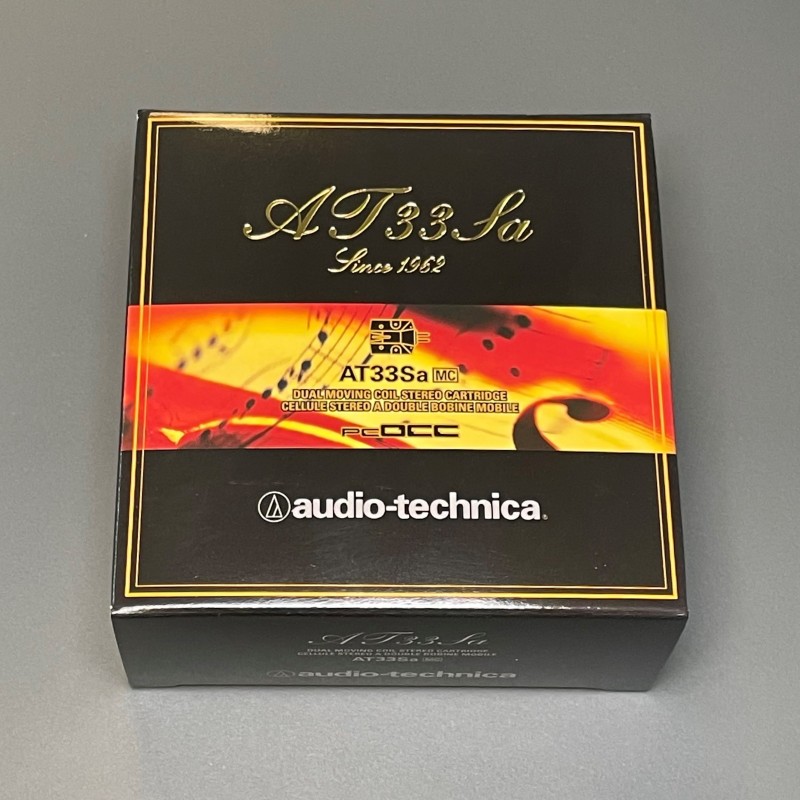 AT33Sa
Since 1962
AT33Sa MC
DUAL MOVING COIL STEREO CARTRIDGE
CELLULE STEREO A DOUBLE BOBINE MOBILE
PCOCC
audio-technica®
AT33Sa
DUAL MOVING COIL STEREO CARTRIDGE
CELLULE STEREO A DOUBLE BOBINE MOBILE
AT33Sa MC
audio-technica